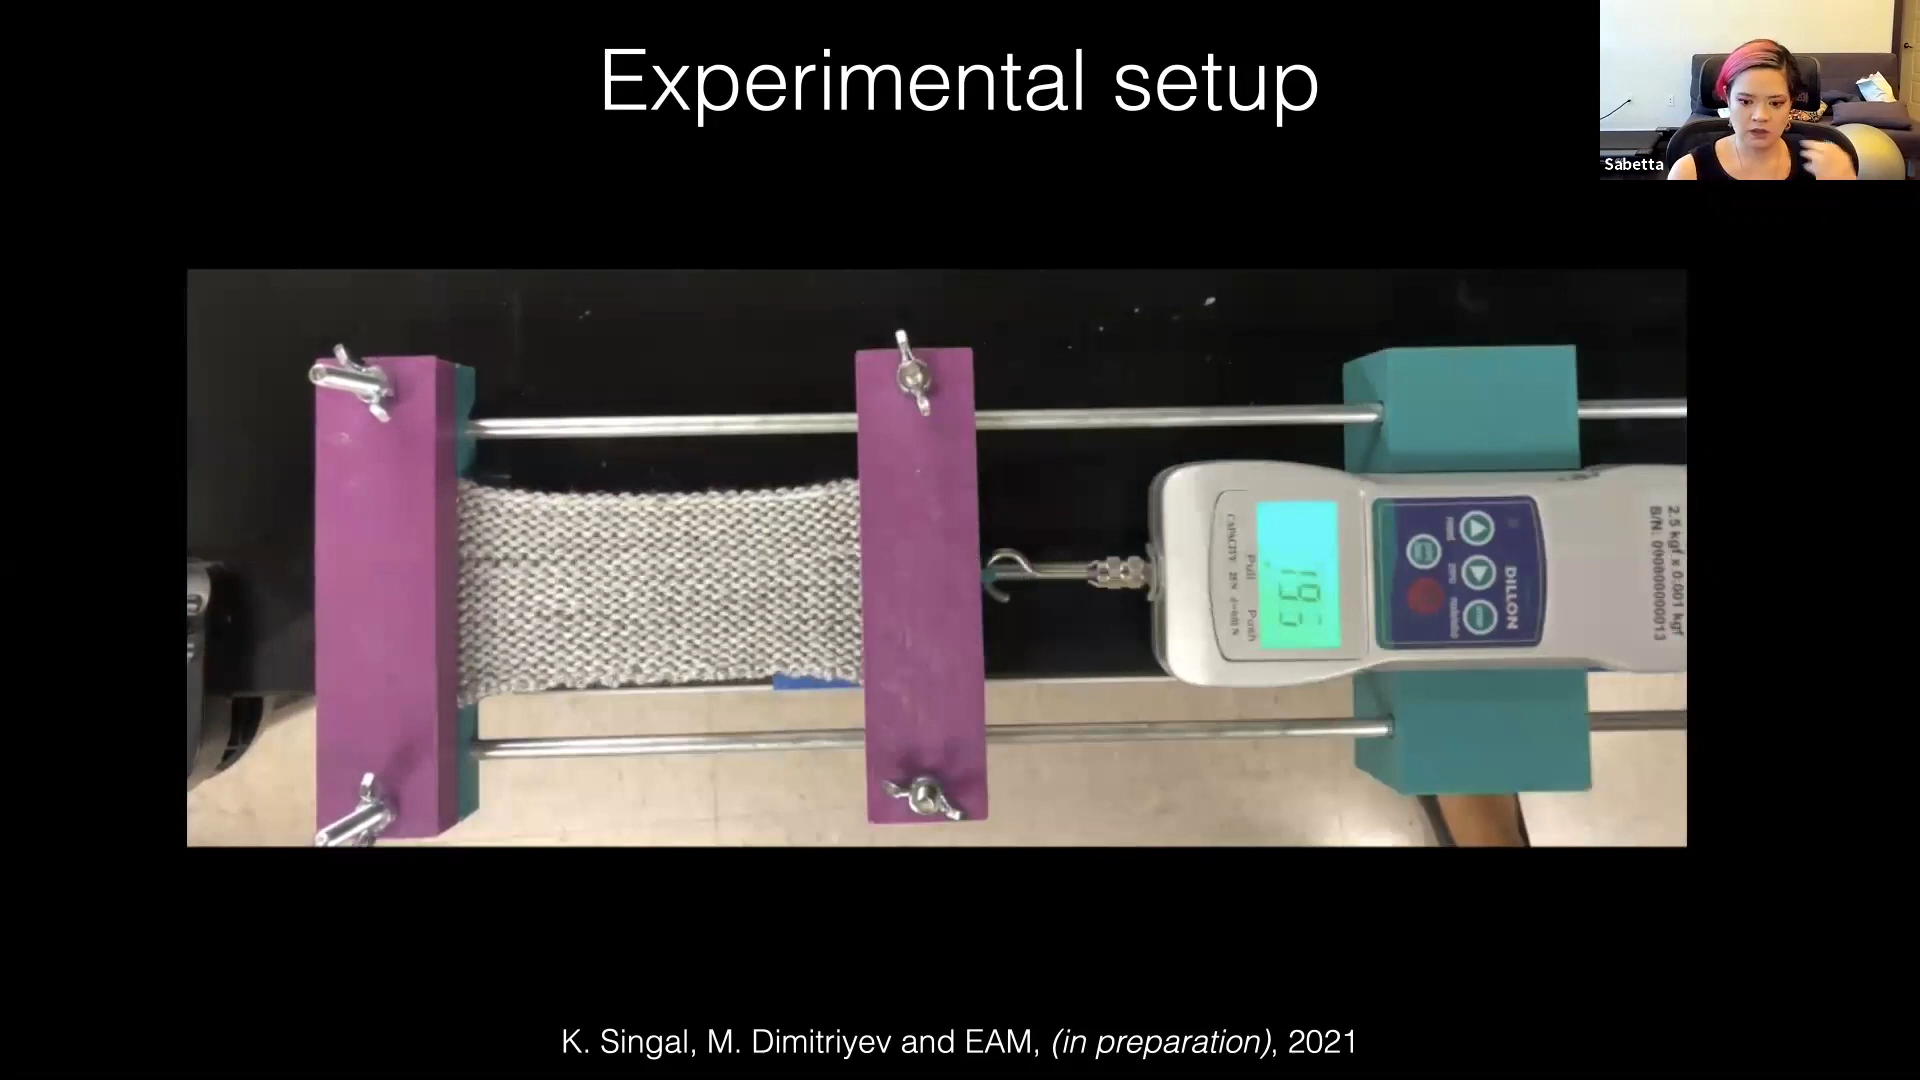 Experimental setup
Sabetta
Pull Push
DILLON
2.5 kgf x 0.001 kgf
K. Singal, M. Dimitriyev and EAM, (in preparation), 2021